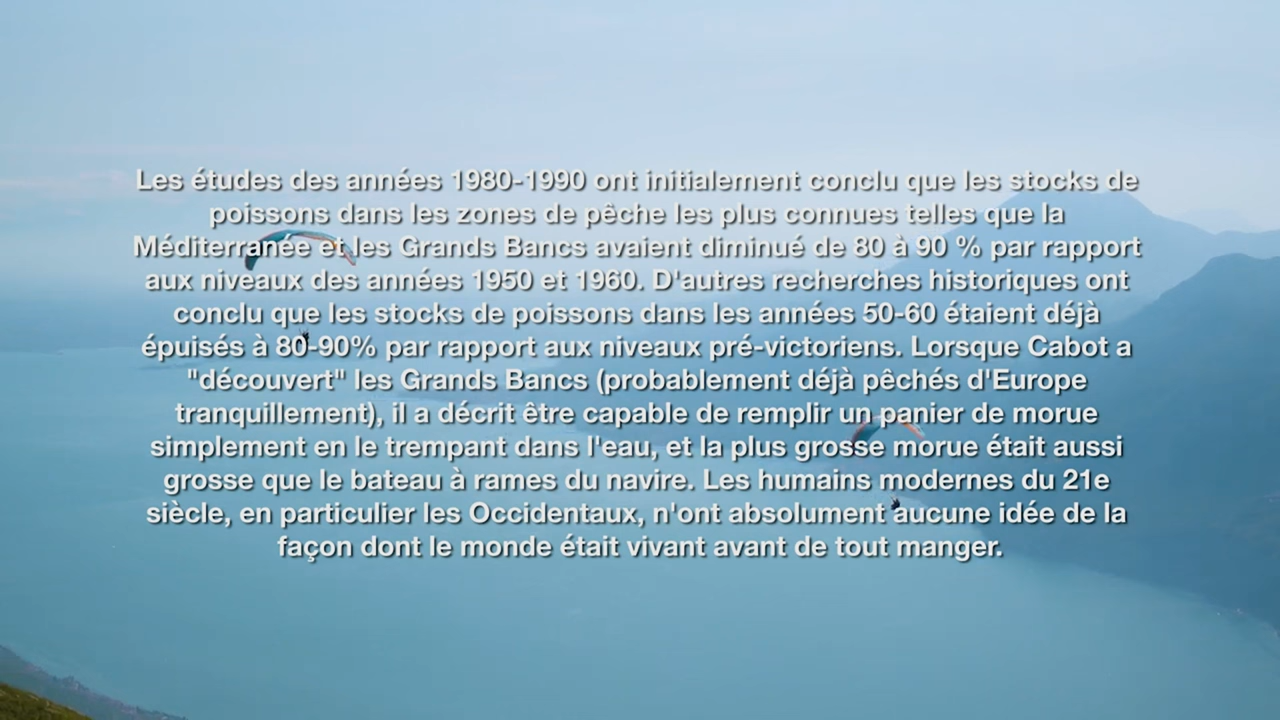 Les études des années 1980-1990 ont initialement conclu que les stocks de
poissons dans les zones de pêche les plus connues telles que la
Méditerranée et les Grands Bancs avaient diminué de 80 à 90 % par rapport
aux niveaux des années 1950 et 1960. D'autres recherches historiques ont
conclu que les stocks de poissons dans les années 50-60 étaient déjà
épuisés à 80-90% par rapport aux niveaux pré-victoriens. Lorsque Cabot a
"découvert" les Grands Bancs (probablement déjà pêchés d'Europe
tranquillement), il a décrit être capable de remplir un panier de morue
simplement en le trempant dans l'eau, et la plus grosse morue était aussi
grosse que le bateau à rames du navire. Les humains modernes du 21e
siècle, en particulier les Occidentaux, n'ont absolument aucune idée de la
façon dont le monde était vivant avant de tout manger.